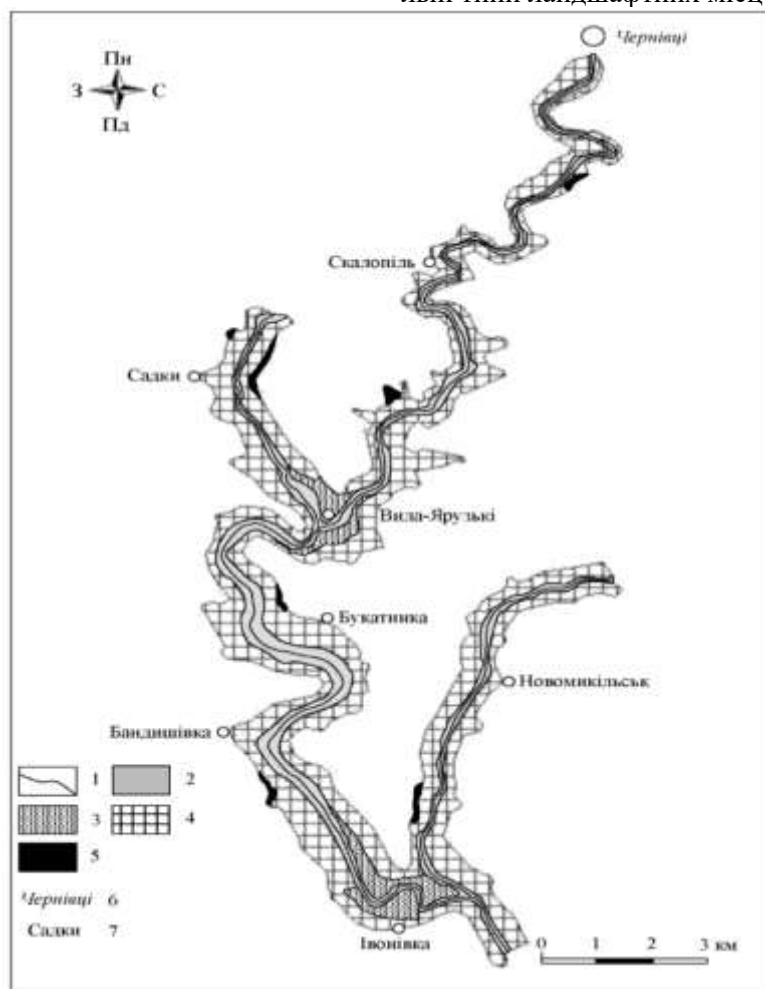 Чернівці
Пн
З С
Пд
Скалопіль
Садки
Вила-Ярузькі
Букатинка
Новомикільськ
Бандишівка
1 2
3 4
5
Чернівці 6
Садки 7
Івонівка
0 1 2 3 км